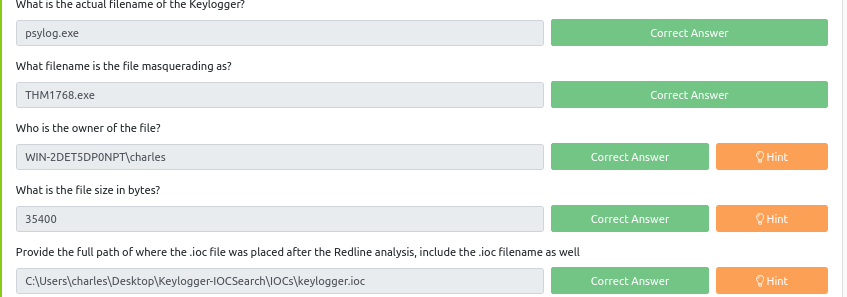 What is the actual filename of the Keylogger?
psylog.exe
Correct Answer
What filename is the file masquerading as?
THM1768.exe
Correct Answer
Who is the owner of the file?
WIN-2DET5DP0NPT\charles
Correct Answer
Hint
What is the file size in bytes?
35400
Correct Answer
Hint
Provide the full path of where the .ioc file was placed after the Redline analysis, include the .ioc filename as well
C:\Users\charles\Desktop\Keylogger-IOCSearch\IOCs\keylogger.ioc
Correct Answer
Hint